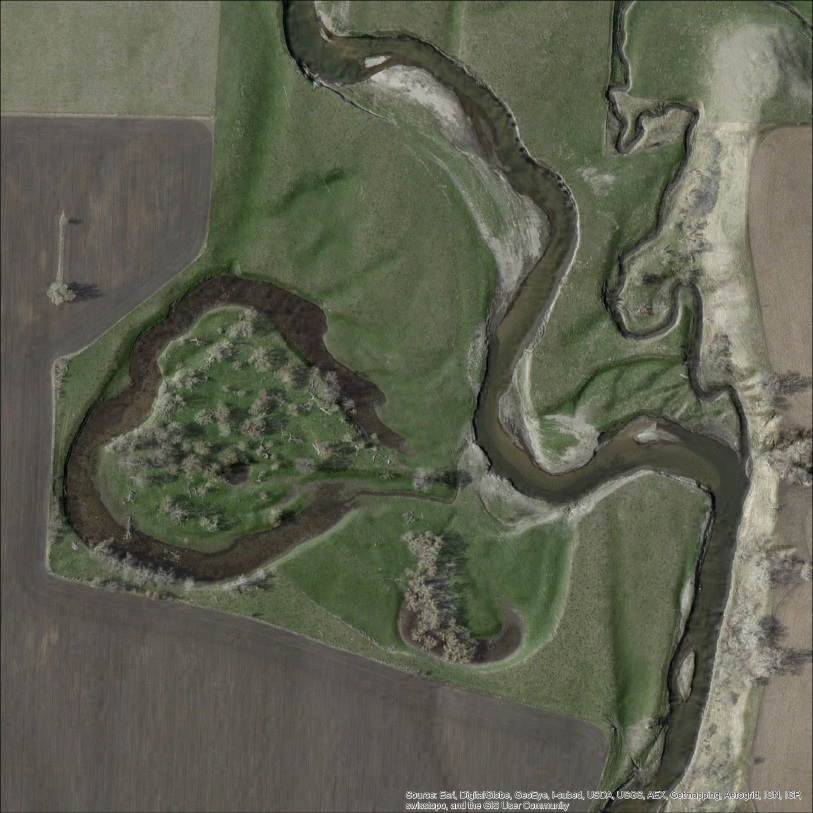 Source: Esri, DigitalGlobe, GeoEye, i-cubed, USDA, USGS, AEX, Getmapping, Aerogrid, IGN, IGP,
swisstopo, and the GIS User Community